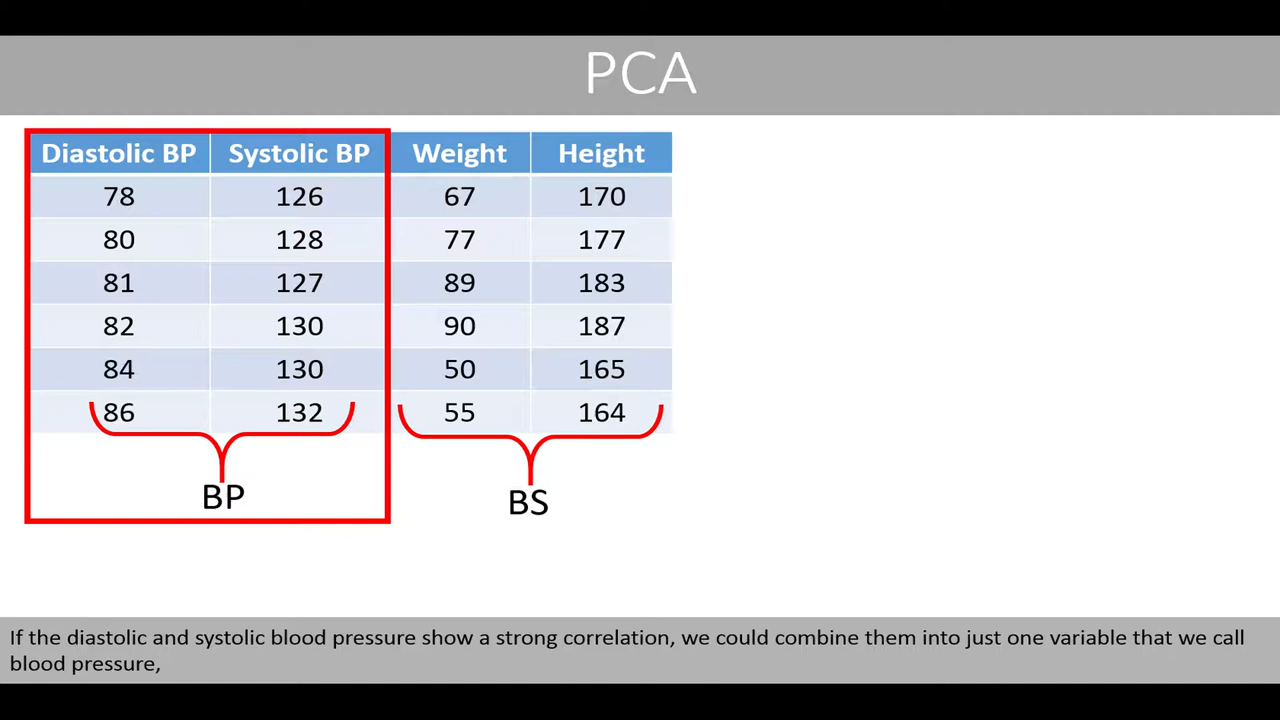 PCA
Diastolic BP Systolic BP Weight Height
78 126 67 170
80 128 77 177
81 127 89 183
82 130 90 187
84 130 50 165
86 132 55 164
BP BS
If the diastolic and systolic blood pressure show a strong correlation, we could combine them into just one variable that we call
blood pressure,